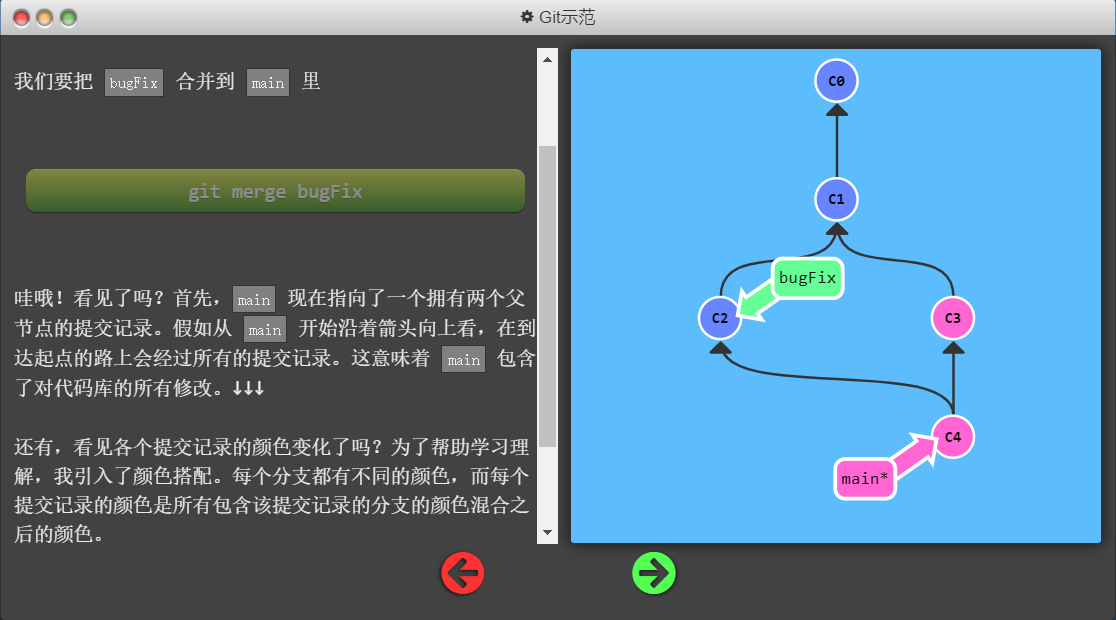 Git示范
我们要把 bugFix 合并到 main 里
git merge bugFix
哇哦！看见了吗？首先，main 现在指向了一个拥有两个父
节点的提交记录。假如从 main 开始沿着箭头向上看，在到
达起点的路上会经过所有的提交记录。这意味着 main 包含
了对代码库的所有修改。↓↓↓
还有，看见各个提交记录的颜色变化了吗？为了帮助学习理
解，我引入了颜色搭配。每个分支都有不同的颜色，而每个
提交记录的颜色是所有包含该提交记录的分支的颜色混合之
后的颜色。
C0
C1
bugFix
C2
C3
C4
main*